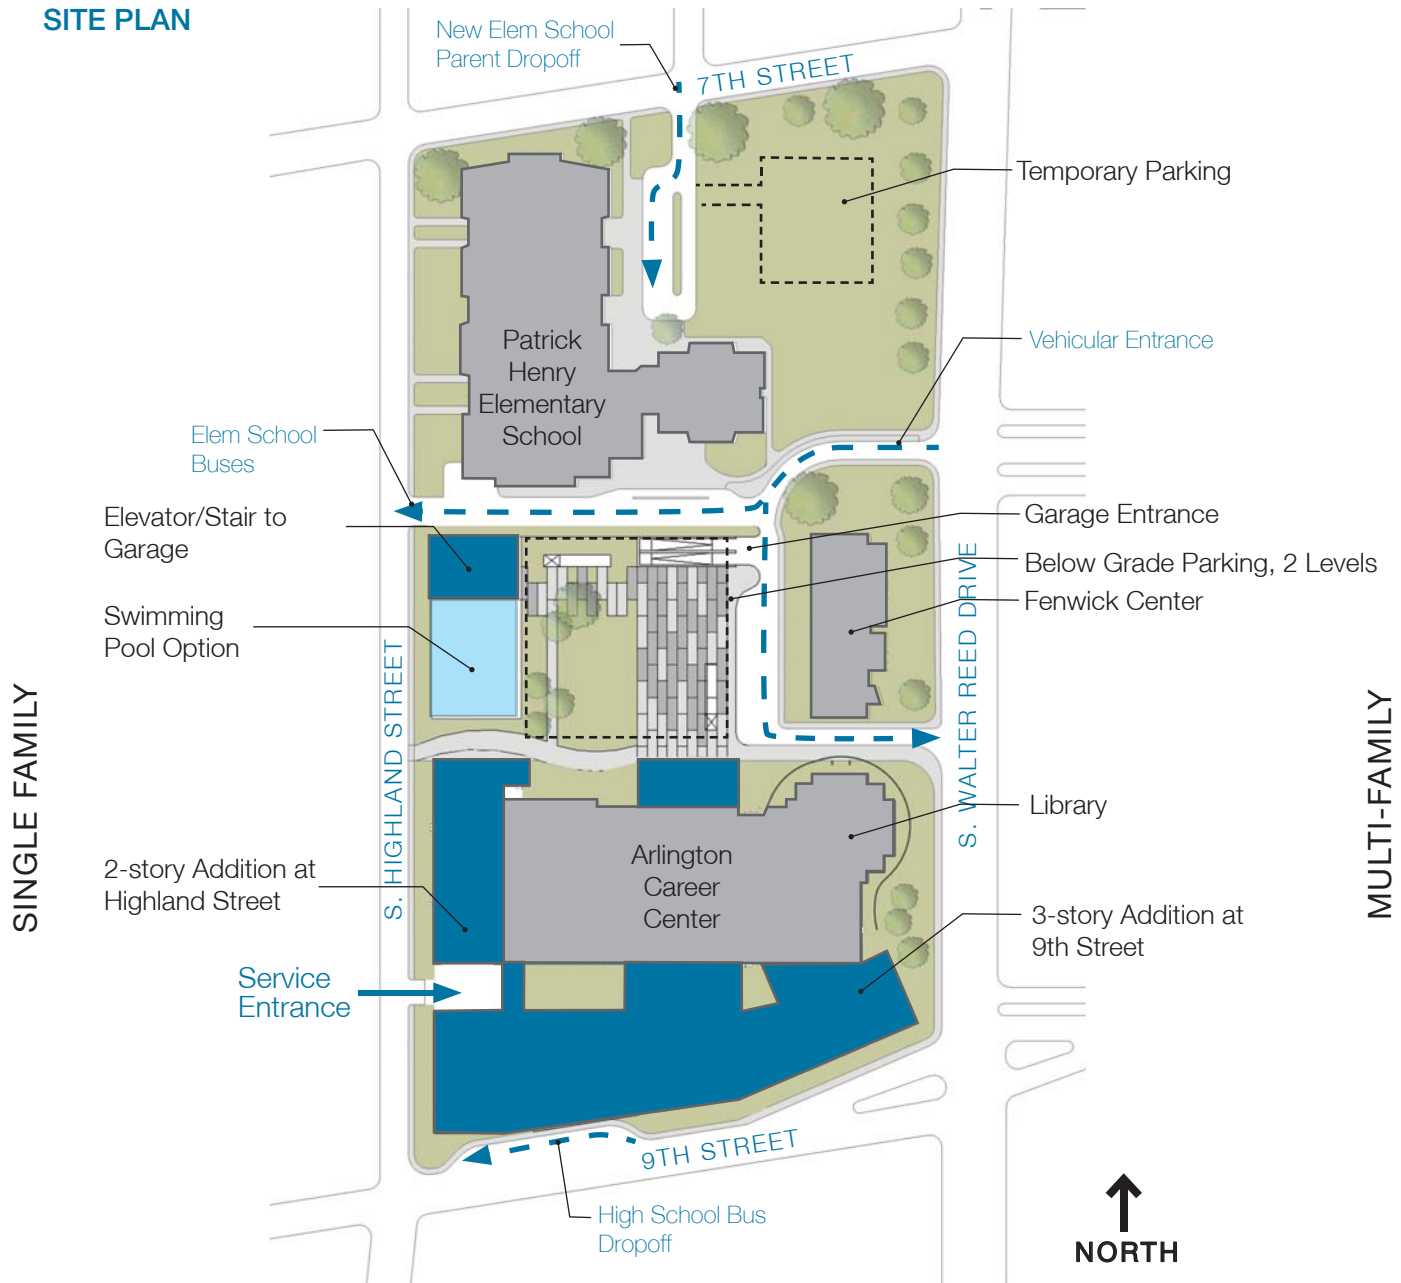 SITE PLAN
New Elem School
Parent Dropoff
7TH STREET
Temporary Parking
Patrick
Henry
Elementary
School
Vehicular Entrance
Elem School
Buses
Elevator/Stair to
Garage
Swimming
Pool Option
Garage Entrance
Below Grade Parking, 2 Levels
Fenwick Center
S. HIGHLAND STREET
S. WALTER REED DRIVE
SINGLE FAMILY
MULTI-FAMILY
Library
Arlington
Career
Center
2-story Addition at
Highland Street
3-story Addition at
9th Street
Service
Entrance
9TH STREET
High School Bus
Dropoff
NORTH